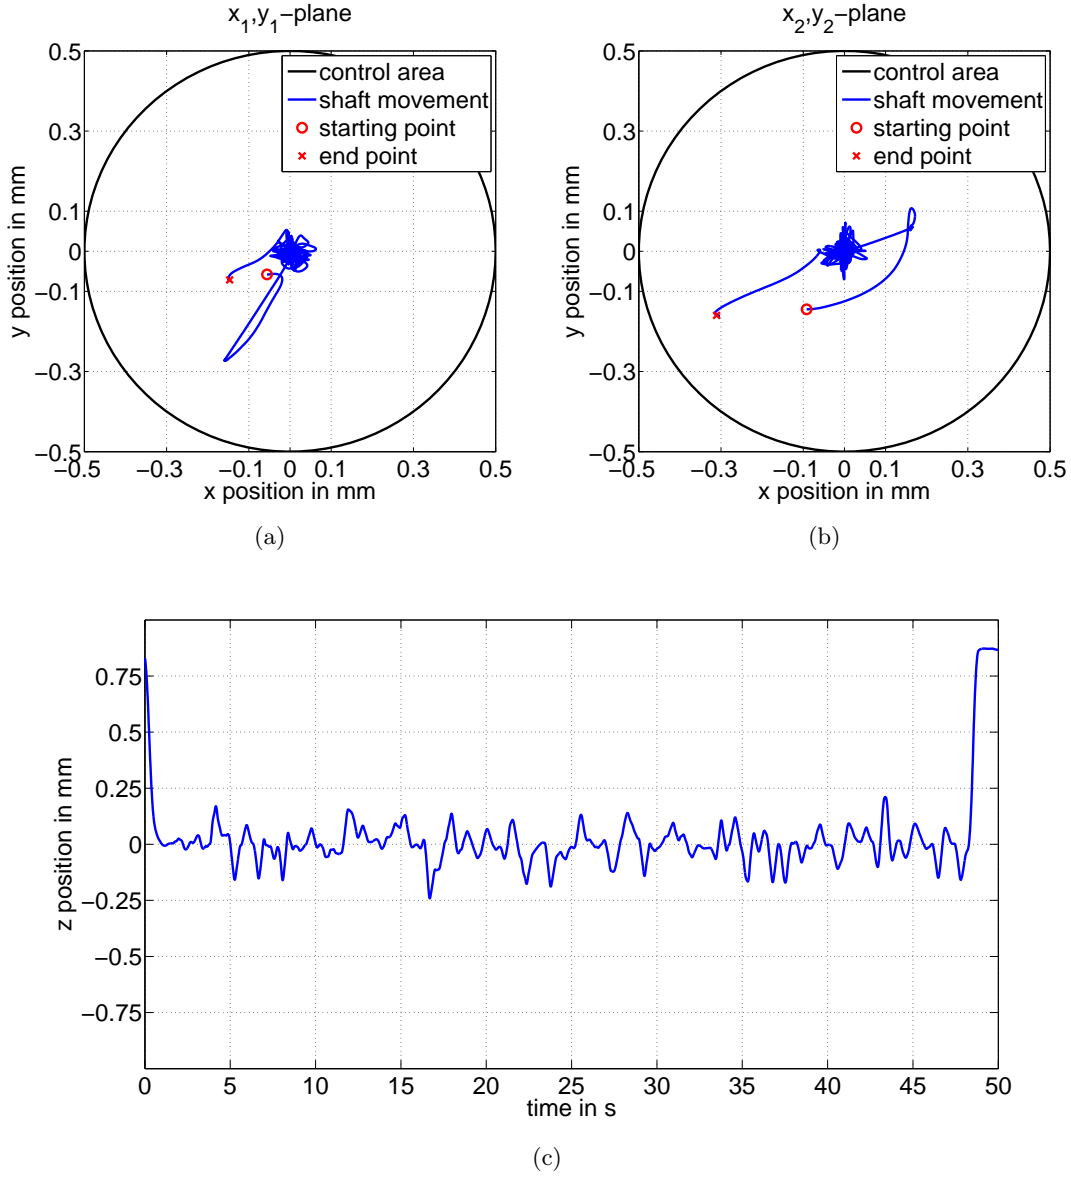 x1,y1−plane
0.5
0.3
0.1
0
−0.1
−0.3
−0.5
y position in mm
control area
shaft movement
starting point
end point
−0.5 −0.3 −0.1 0 0.1 0.3 0.5
x position in mm
(a)
x2,y2−plane
0.5
0.3
0.1
0
−0.1
−0.3
−0.5
y position in mm
control area
shaft movement
starting point
end point
−0.5 −0.3 −0.1 0 0.1 0.3 0.5
x position in mm
(b)
0.75
0.5
0.25
0
−0.25
−0.5
−0.75
z position in mm
0 5 10 15 20 25 30 35 40 45 50
time in s
(c)